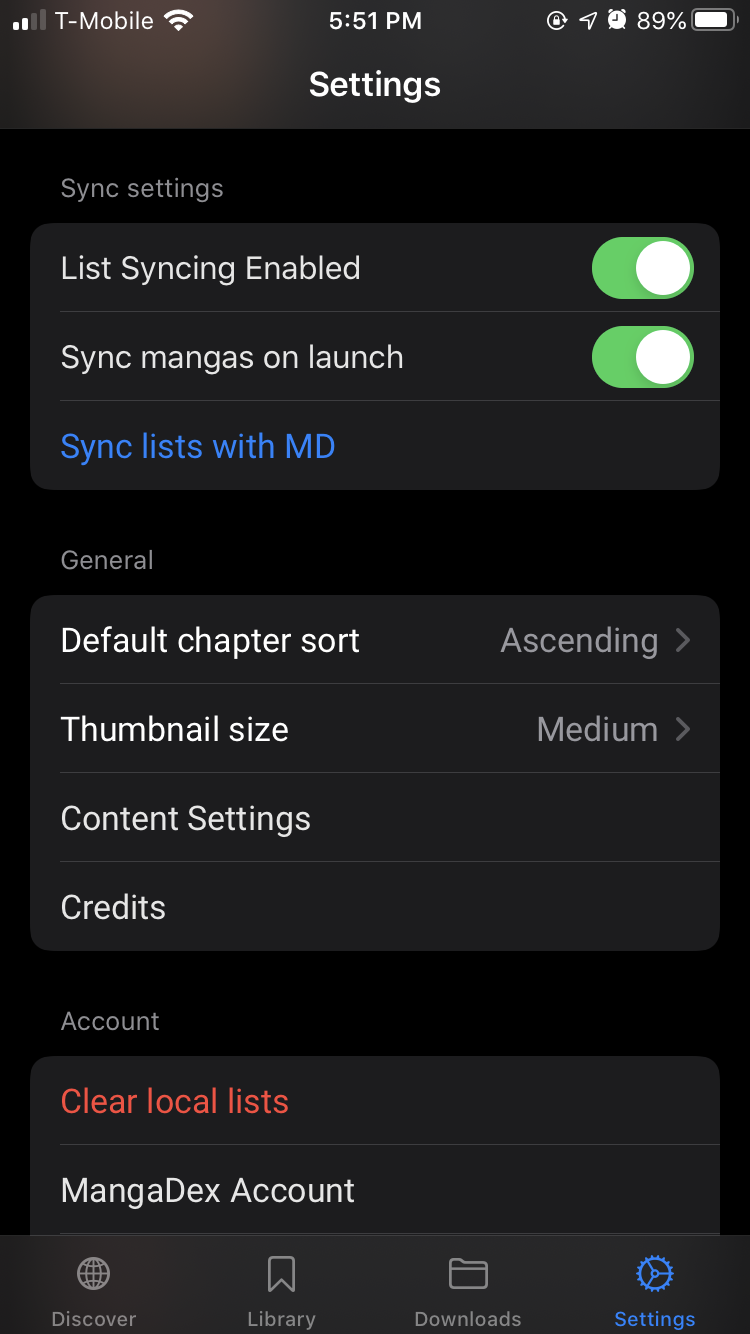 T-Mobile 5:51 PM 89%
Settings
Sync settings
List Syncing Enabled
Sync mangas on launch
Sync lists with MD
General
Default chapter sort Ascending
Thumbnail size Medium
Content Settings
Credits
Account
Clear local lists
MangaDex Account
Discover Library Downloads Settings